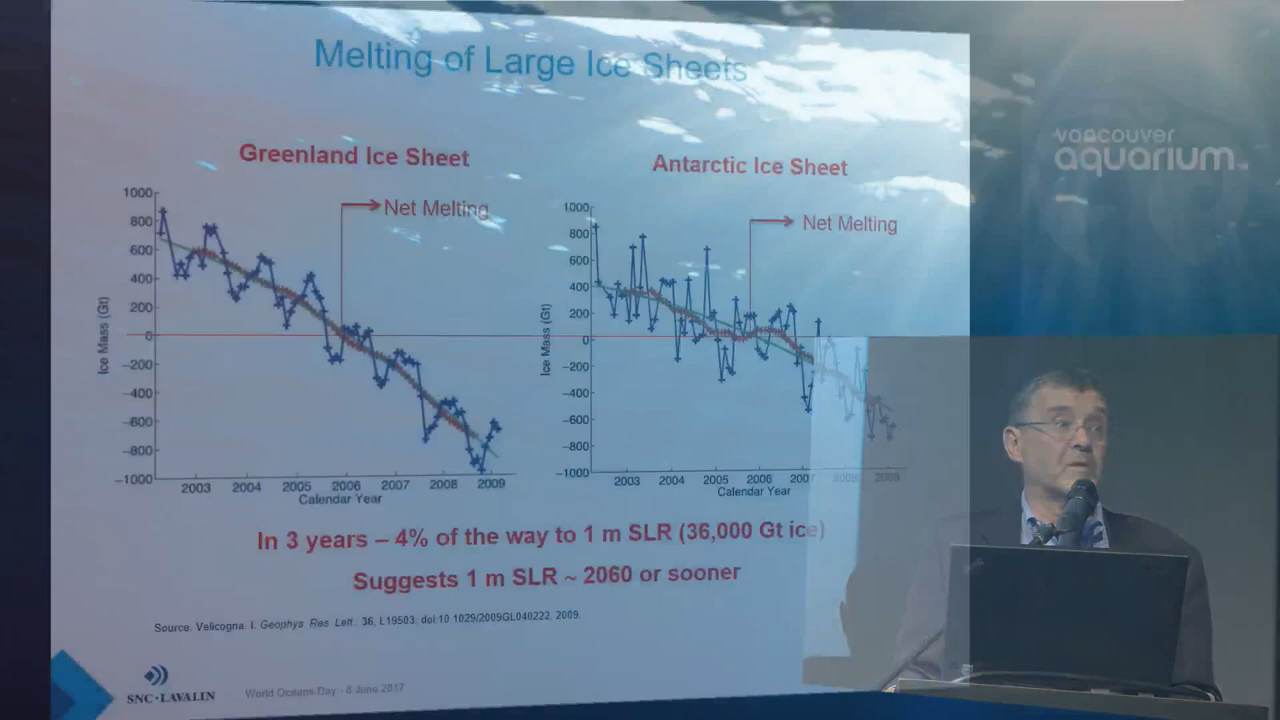 Melting of Large Ice Sheets
vancouver
aquarium
Greenland Ice Sheet
Antarctic Ice Sheet
Net Melting
Net Melting
1000
800
600
400
200
0
−200
−400
−600
−800
−1000
Ice Mass (Gt)
2003 2004 2005 2006 2007 2008 2009
Calendar Year
1000
800
600
400
200
0
−200
−400
−600
−800
−1000
Ice Mass (Gt)
2003 2004 2005 2006 2007 2008 2009
Calendar Year
In 3 years – 4% of the way to 1 m SLR (36,000 Gt ice)
Suggests 1 m SLR ~ 2060 or sooner
Source. Velicogna. I. Geophys. Res. Lett., 36, L19503, doi:10 1029/2009GL040222, 2009.
SNC•LAVALIN
World Oceans Day - 8 June 2017